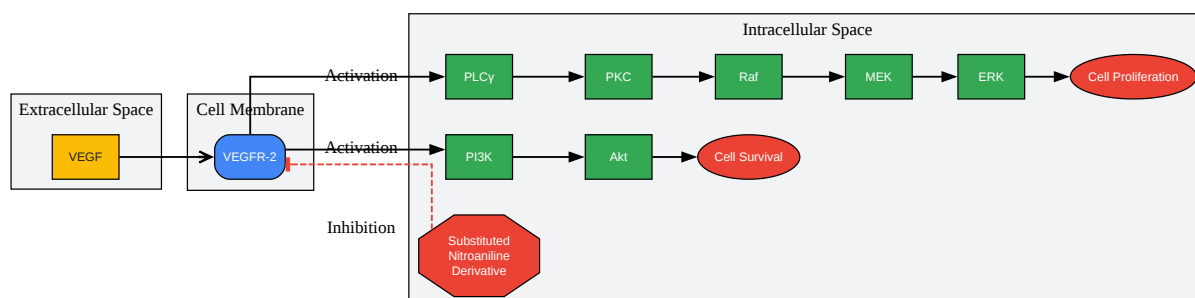 Intracellular Space
Activation
PLCγ
PKC
Raf
MEK
ERK
Cell Proliferation
Extracellular Space
Cell Membrane
VEGF
VEGFR-2
Activation
PI3K
Akt
Cell Survival
Inhibition
Substituted
Nitroaniline
Derivative